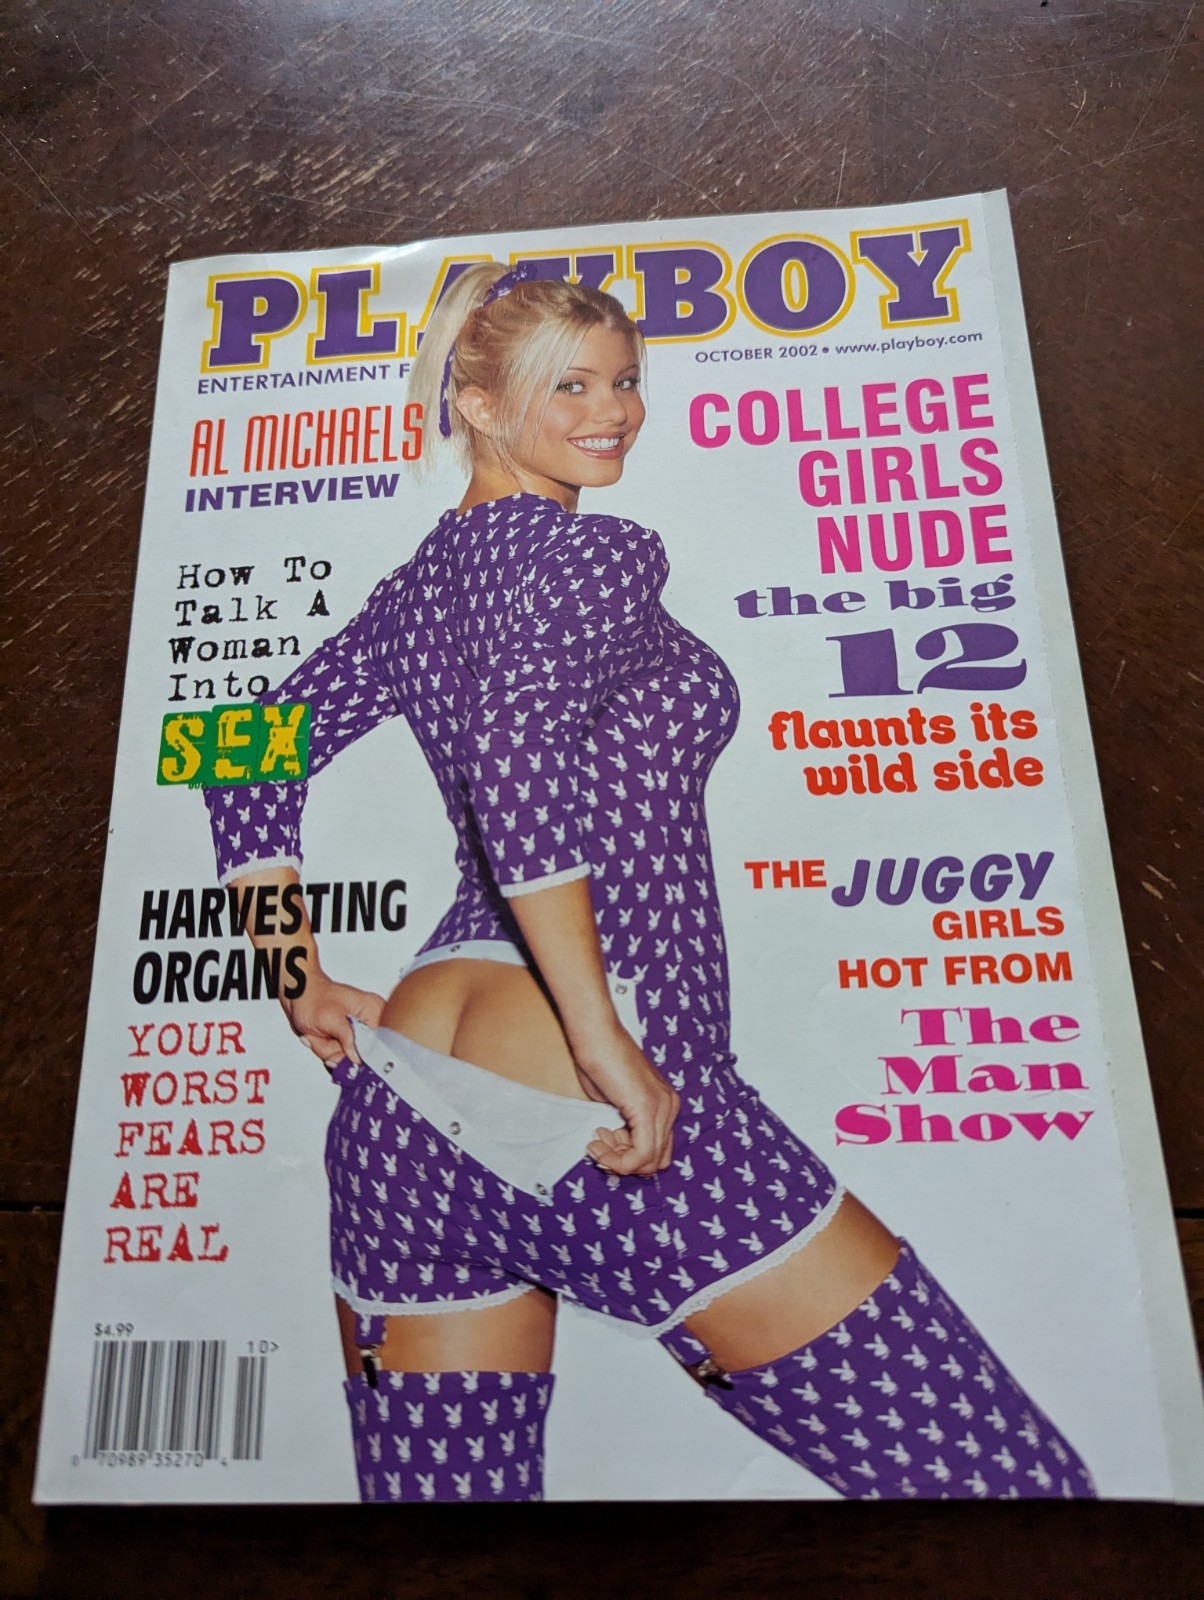 PLAYBOY
ENTERTAINMENT F
OCTOBER 2002 • www.playboy.com
AL MICHAELS
INTERVIEW
How To
Talk A
Woman
Into
SEX
HARVESTING
ORGANS
YOUR
WORST
FEARS
ARE
REAL
COLLEGE
GIRLS
NUDE
the big
12
flaunts its
wild side
THE JUGGY
GIRLS
HOT FROM
The
Man
Show
$4.99
10>
0 70989 35270 4